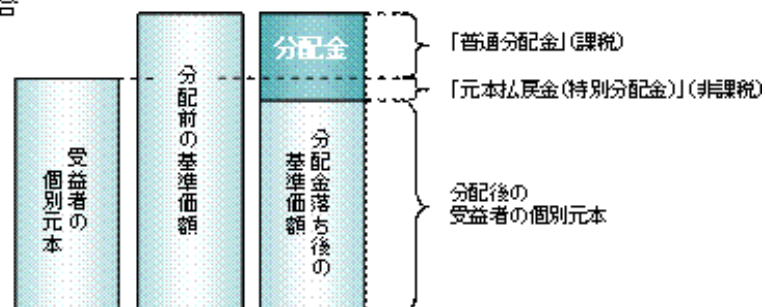 合
分配金
「普通分配金」(課税)
「元本払戻金(特別分配金)」(非課税)
受益者の
個別元本
分配前の基準価額
分配金落ち後の
基準価額
分配後の
受益者の個別元本